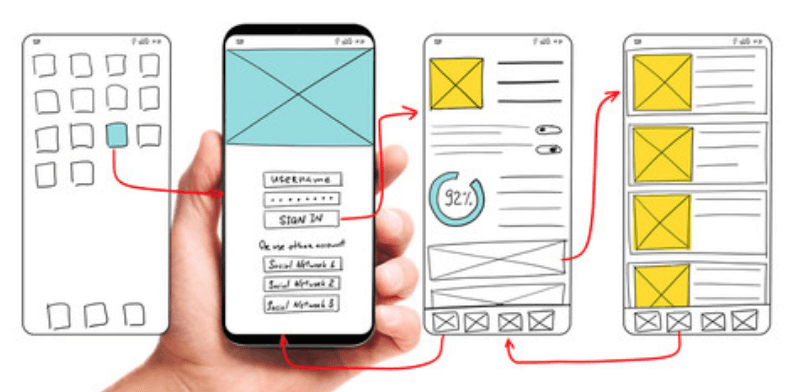 USERNAME
SIGN IN
Or use other account
Social Network 1
Social Network 2
Social Network 3
92%